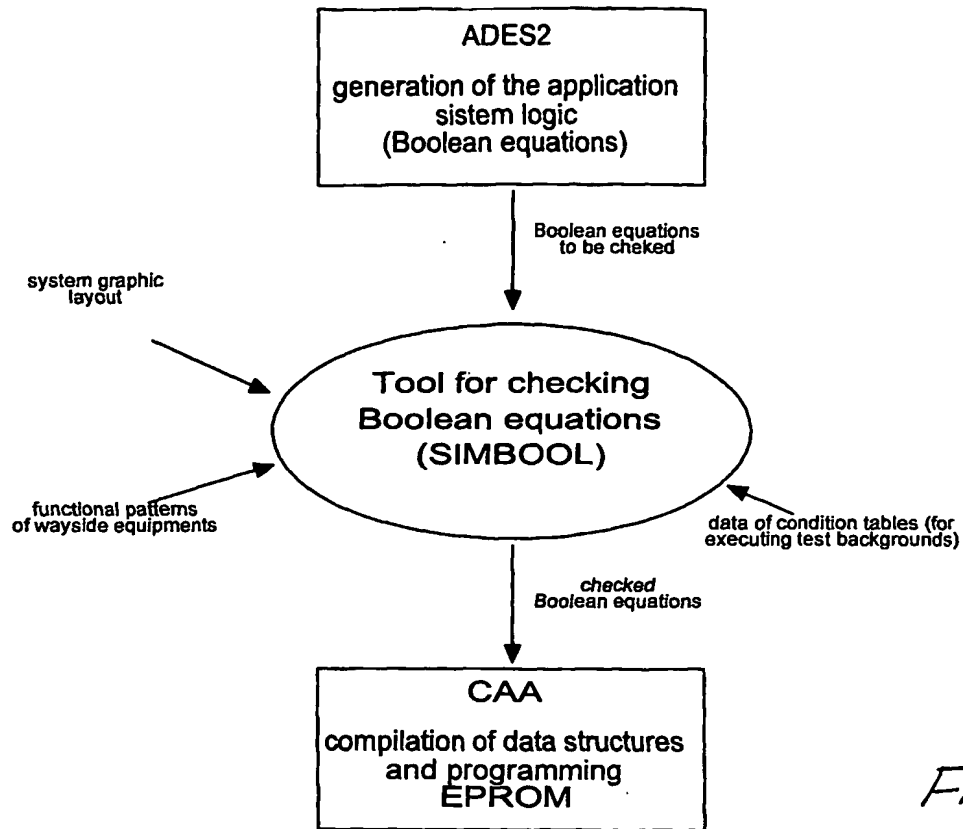 ADES2
generation of the application
sistem logic
(Boolean equations)
Boolean equations
to be cheked
system graphic
layout
Tool for checking
Boolean equations
(SIMBOOL)
functional patterns
of wayside equipments
data of condition tables (for
executing test backgrounds)
checked
Boolean equations
CAA
compilation of data structures
and programming
EPROM